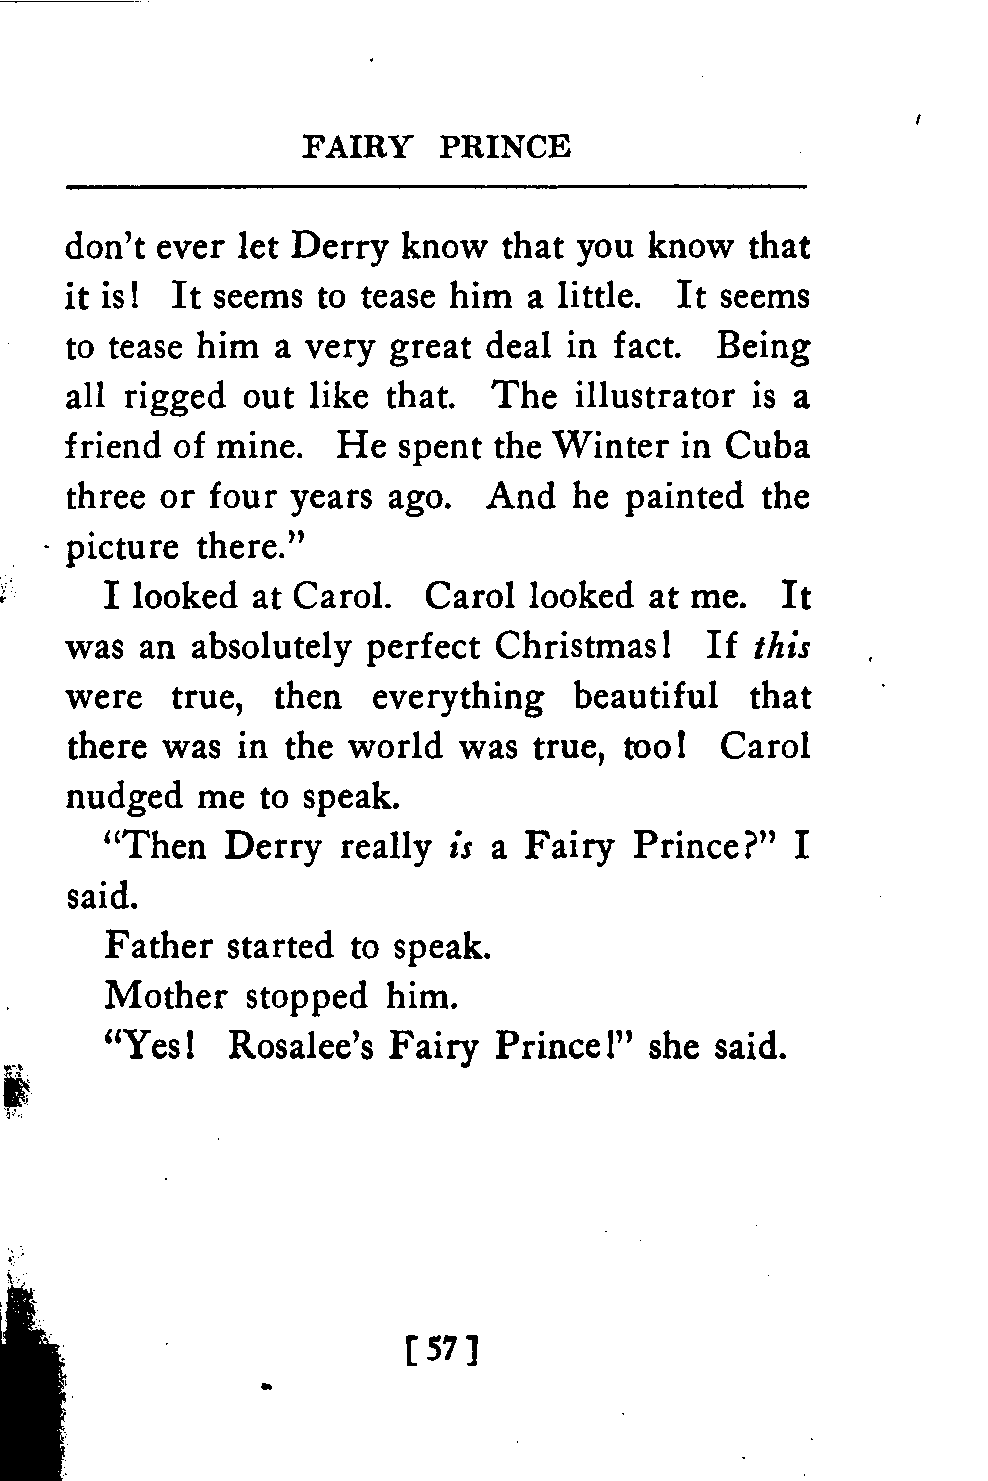 FAIRY PRINCE
don't ever let Derry know that you know that
it is! It seems to tease him a little. It seems
to tease him a very great deal in fact. Being
all rigged out like that. The illustrator is a
friend of mine. He spent the Winter in Cuba
three or four years ago. And he painted the
picture there."
I looked at Carol. Carol looked at me. It
was an absolutely perfect Christmas! If this
were true, then everything beautiful that
there was in the world was true, too! Carol
nudged me to speak.
"Then Derry really is a Fairy Prince?" I
said.
Father started to speak.
Mother stopped him.
"Yes! Rosalee's Fairy Prince!" she said.
[57]